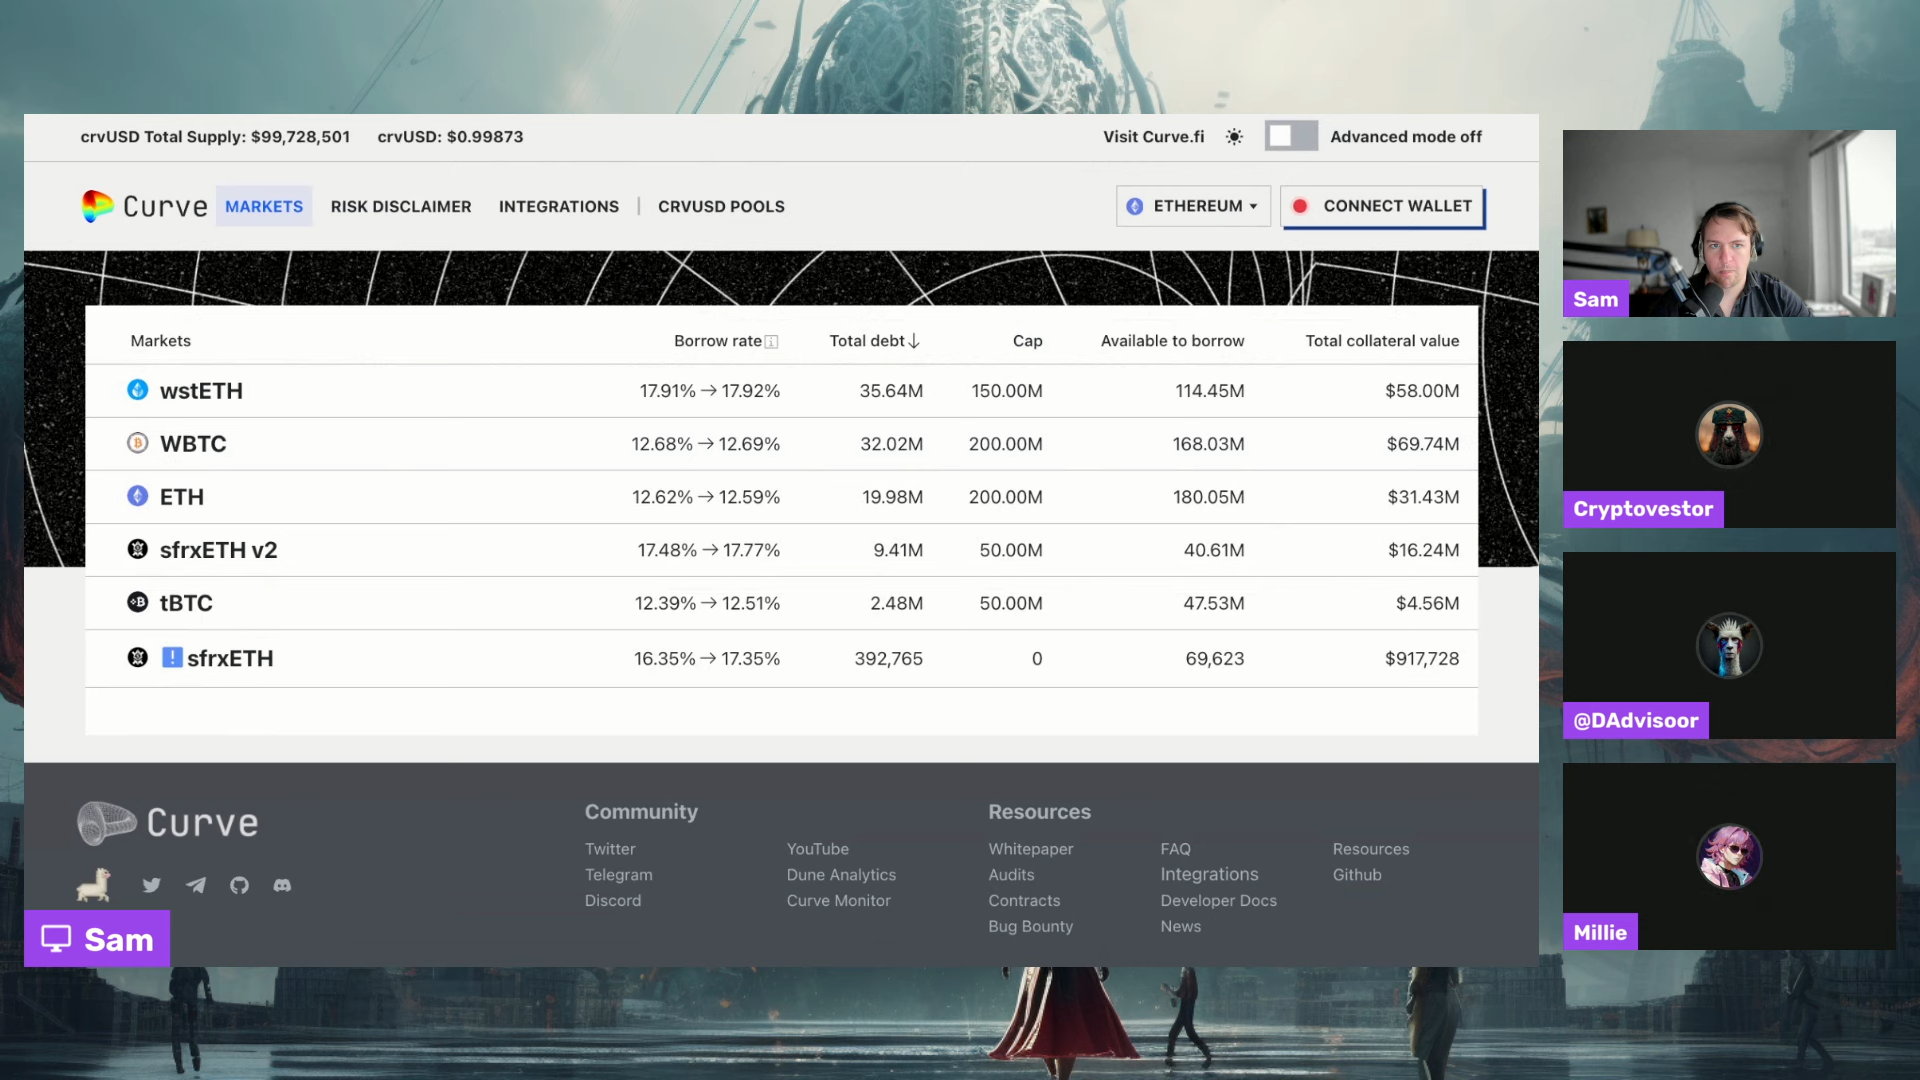 crvUSD Total Supply: $99,728,501 crvUSD: $0.99873 Visit Curve.fi Advanced mode off
Curve MARKETS RISK DISCLAIMER INTEGRATIONS | CRVUSD POOLS ETHEREUM CONNECT WALLET
Markets Borrow rate Total debt↓ Cap Available to borrow Total collateral value
wstETH 17.91% → 17.92% 35.64M 150.00M 114.45M $58.00M
WBTC 12.68% → 12.69% 32.02M 200.00M 168.03M $69.74M
ETH 12.62% → 12.59% 19.98M 200.00M 180.05M $31.43M
sfrxETH v2 17.48% → 17.77% 9.41M 50.00M 40.61M $16.24M
tBTC 12.39% → 12.51% 2.48M 50.00M 47.53M $4.56M
! sfrxETH 16.35% → 17.35% 392,765 0 69,623 $917,728
Curve
Community
Twitter YouTube
Telegram Dune Analytics
Discord Curve Monitor
Resources
Whitepaper FAQ Resources
Audits Integrations Github
Contracts Developer Docs
Bug Bounty News
Sam
Sam
Cryptovestor
@DAdvisoor
Millie